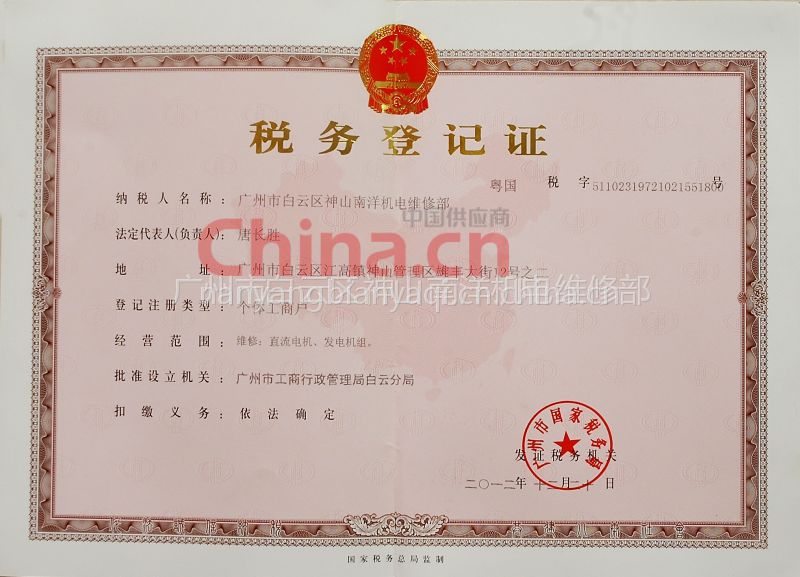 税务登记证
粤国 税 字 511023197210215518 号
纳税人名称：广州市白云区神山南洋机电维修部
中国供应商
China.cn
法定代表人(负责人)：唐长胜
地 址：广州市白云区江高镇神山管理区雄丰大街12号之二
广州市白云区神山南洋机电维修部
登记注册类型：个体工商户
经营范围：维修：直流电机、发电机组。
批准设立机关：广州市工商行政管理局白云分局
扣缴义务：依法确定
广州市国家税务局
发证税务机关
二〇一二年 十二月二十日
国家税务总局监制